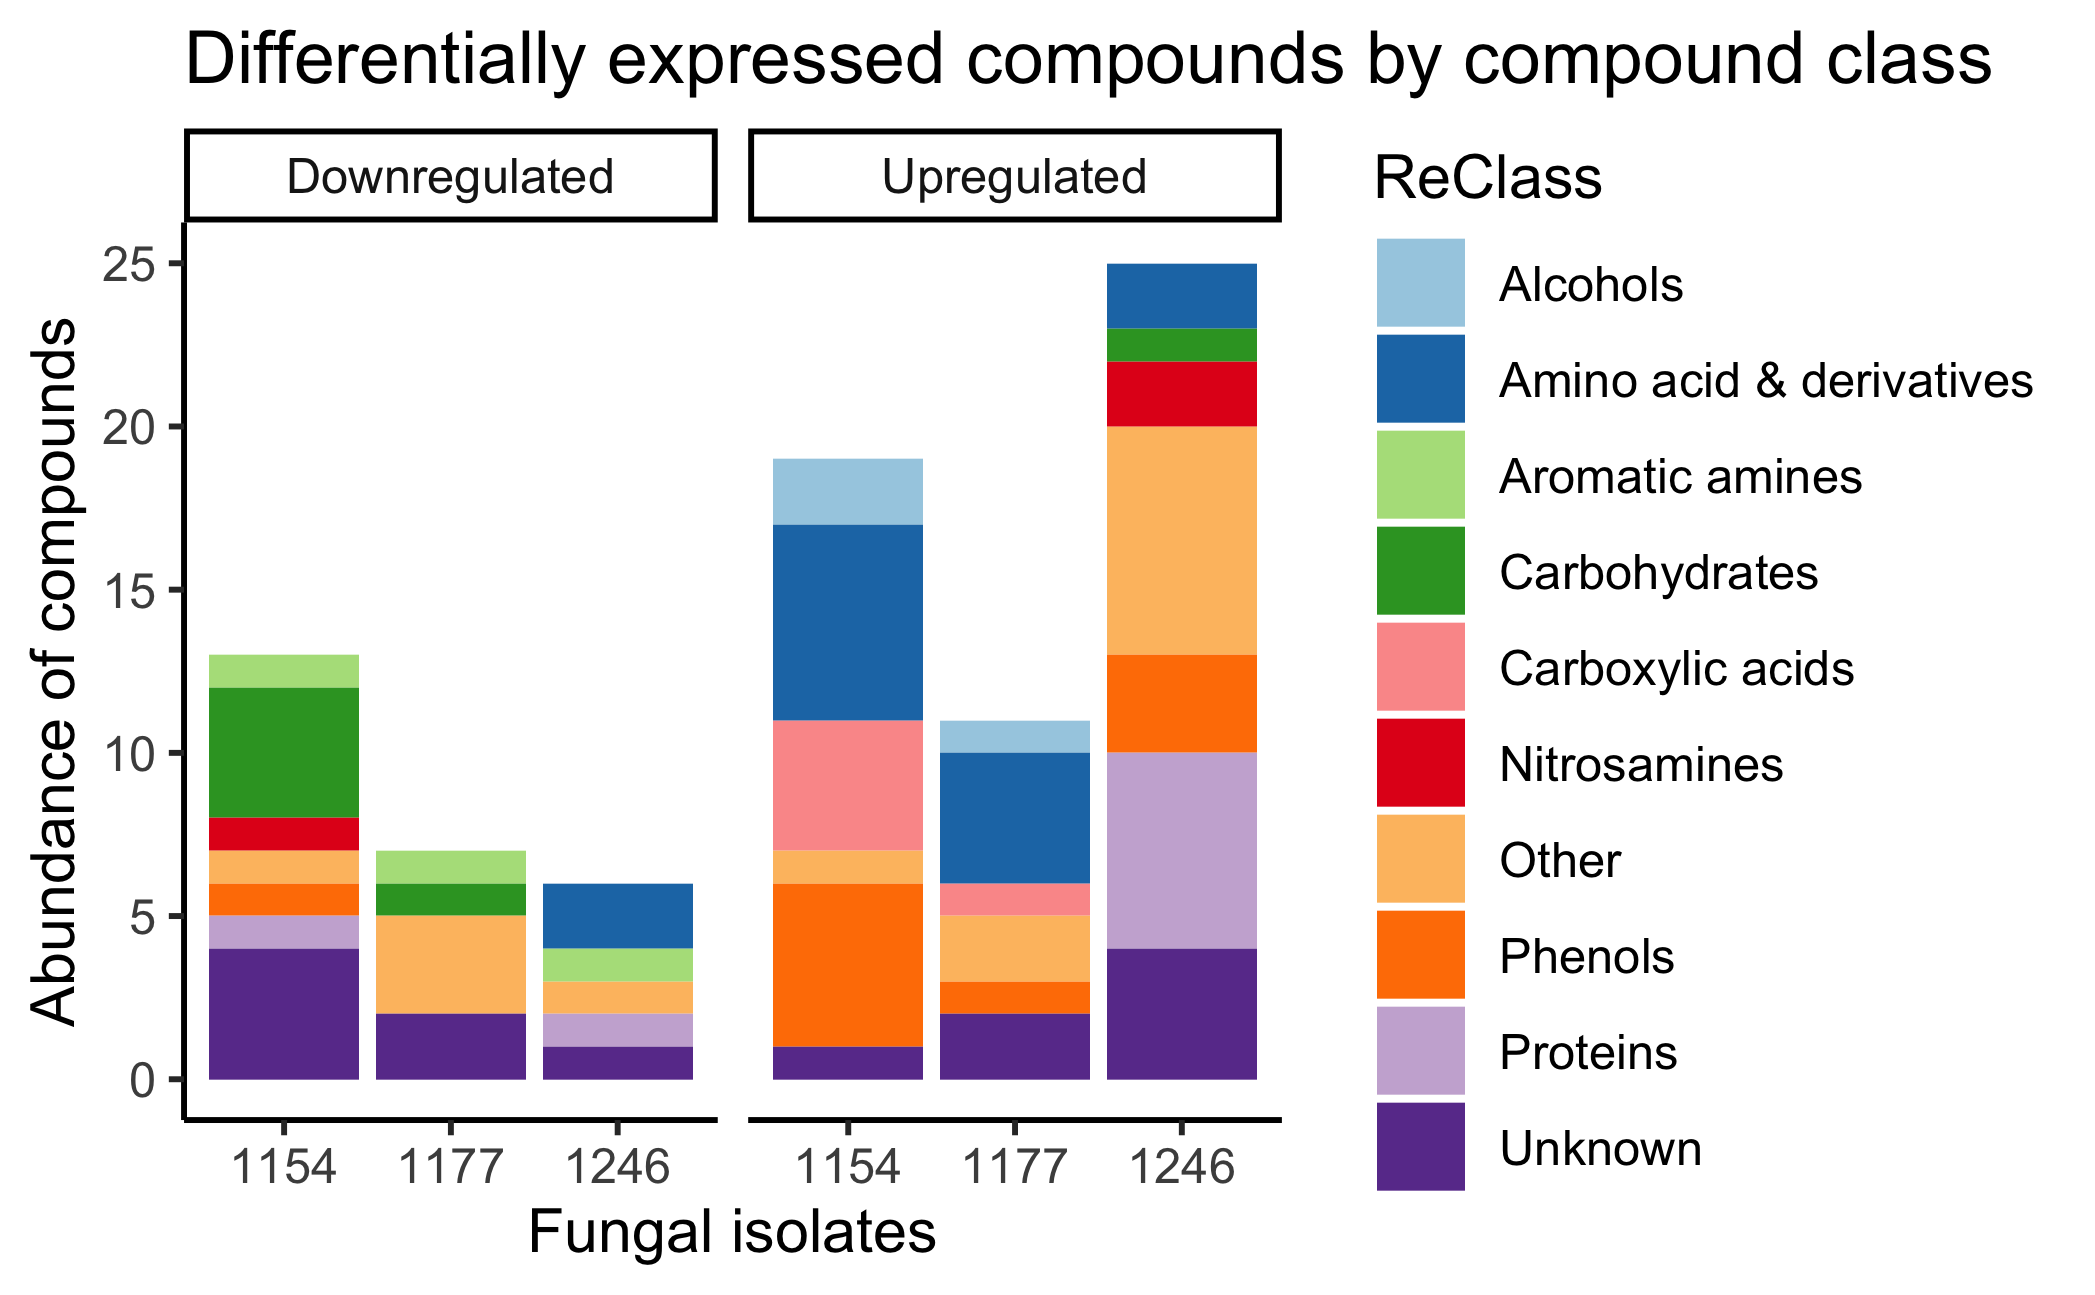 Differentially expressed compounds by compound class
Downregulated
Upregulated
ReClass
Alcohols
Amino acid & derivatives
Aromatic amines
Carbohydrates
Carboxylic acids
Nitrosamines
Other
Phenols
Proteins
Unknown
Abundance of compounds
25
20
15
10
5
0
1154 1177 1246
1154 1177 1246
Fungal isolates